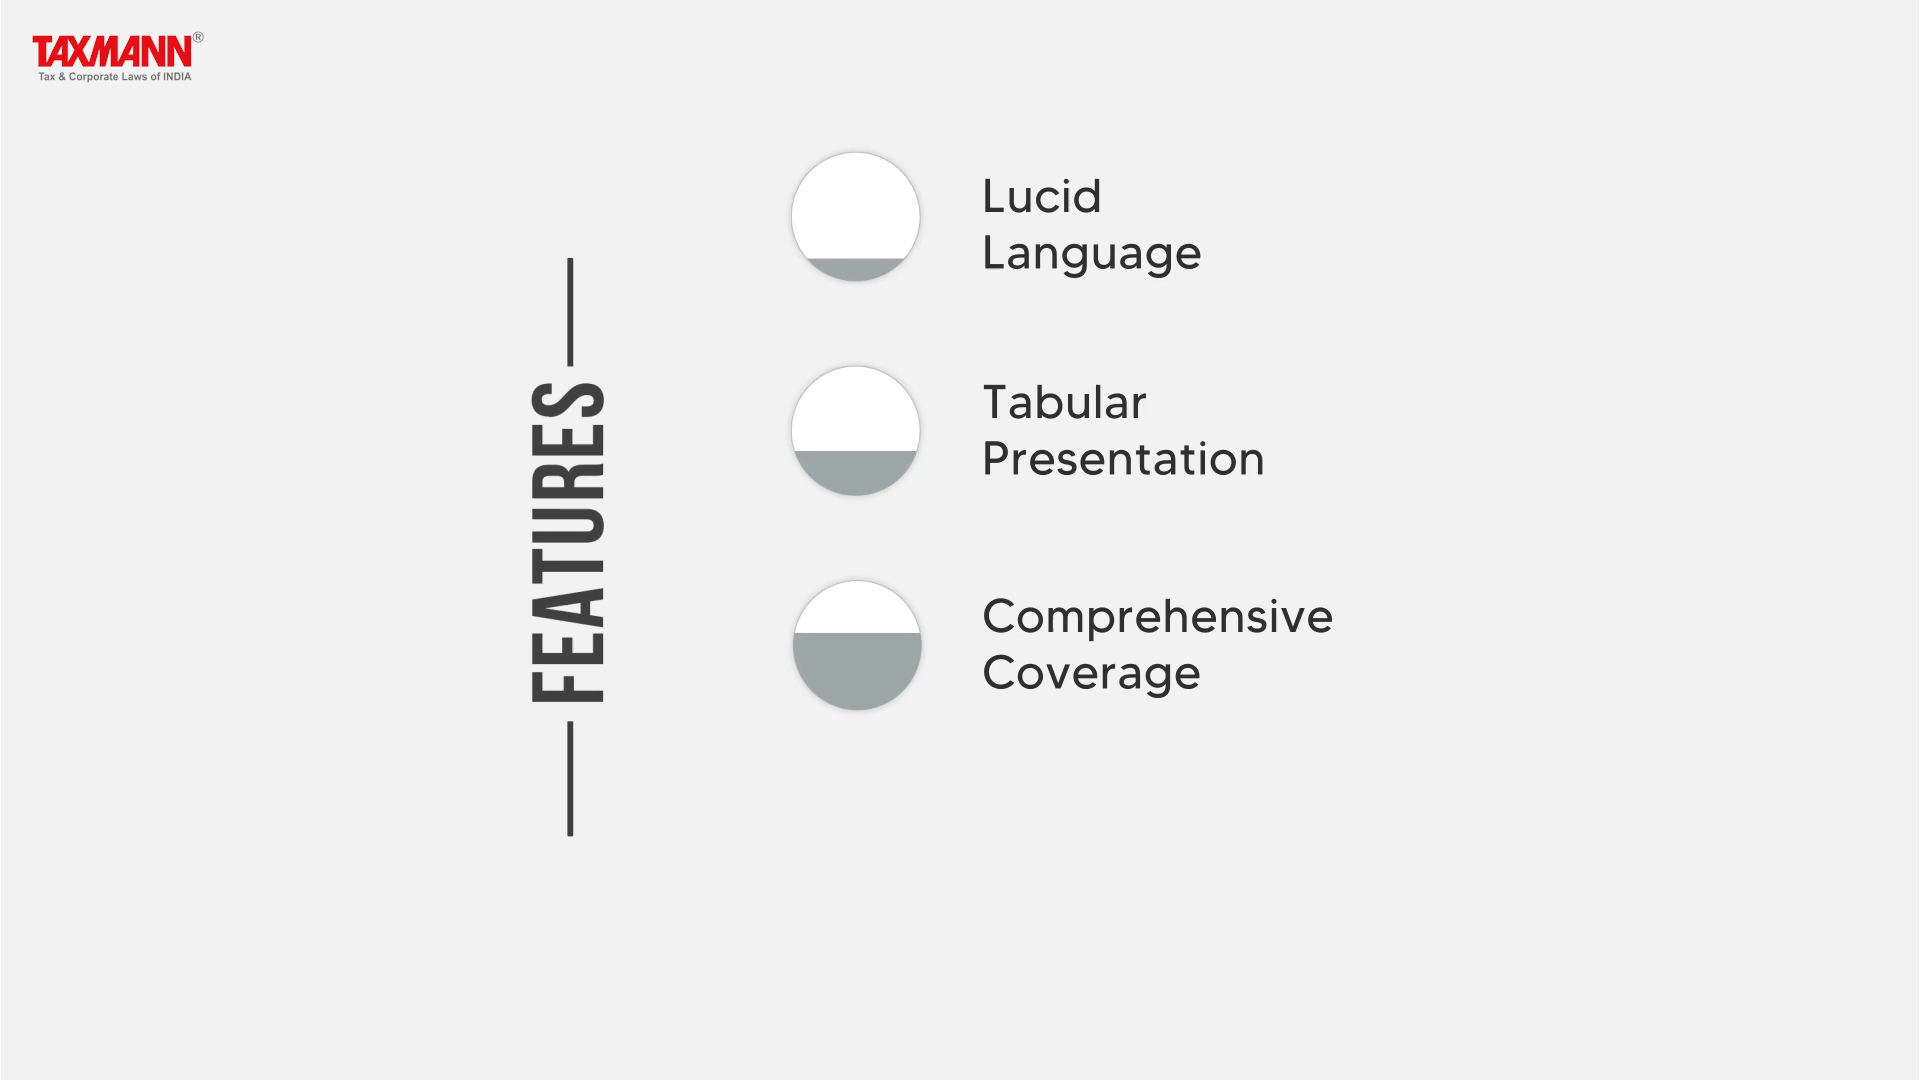 TAXMANN®
Tax & Corporate Laws of INDIA
FEATURES
Lucid
Language
Tabular
Presentation
Comprehensive
Coverage